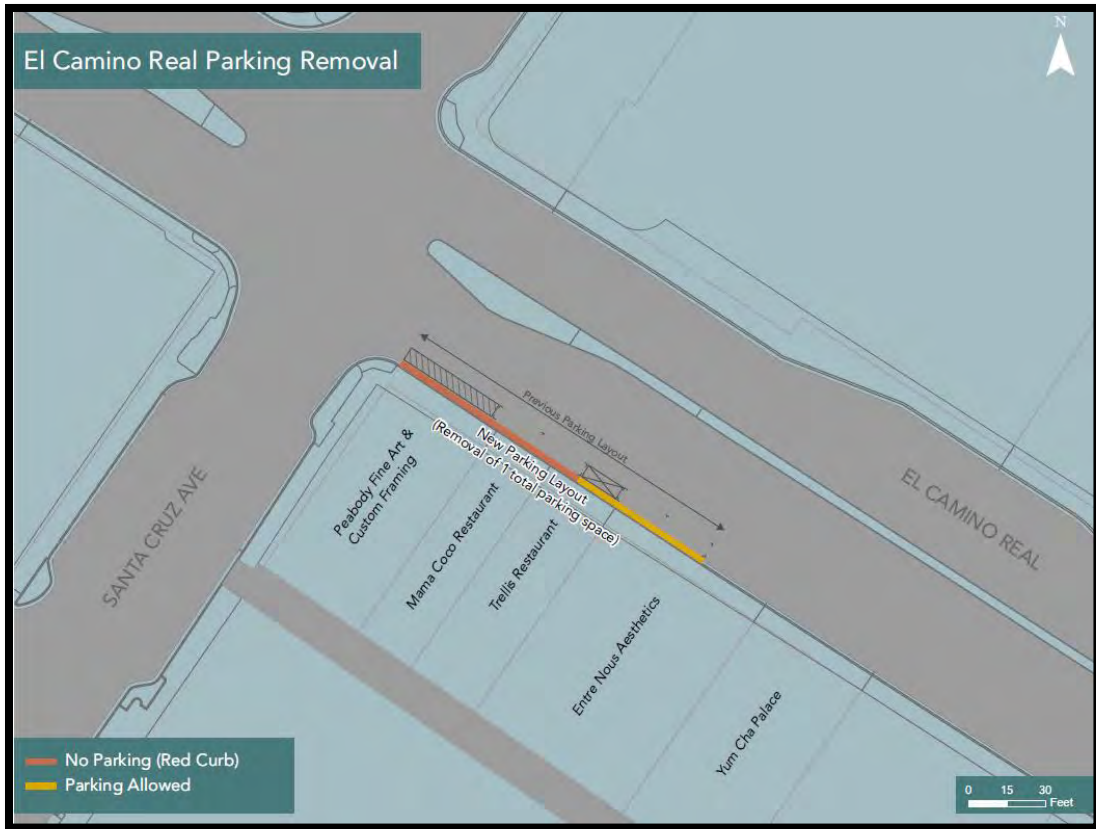 N
El Camino Real Parking Removal
Previous Parking Layout
New Parking Layout
(Removal of 1 total parking space)
SANTA CRUZ AVE
EL CAMINO REAL
Peabody Fine Art &
Custom Framing
Mama Coco Restaurant
Trellis Restaurant
Entre Nous Aesthetics
Yum Cha Palace
No Parking (Red Curb)
Parking Allowed
0 15 30
Feet